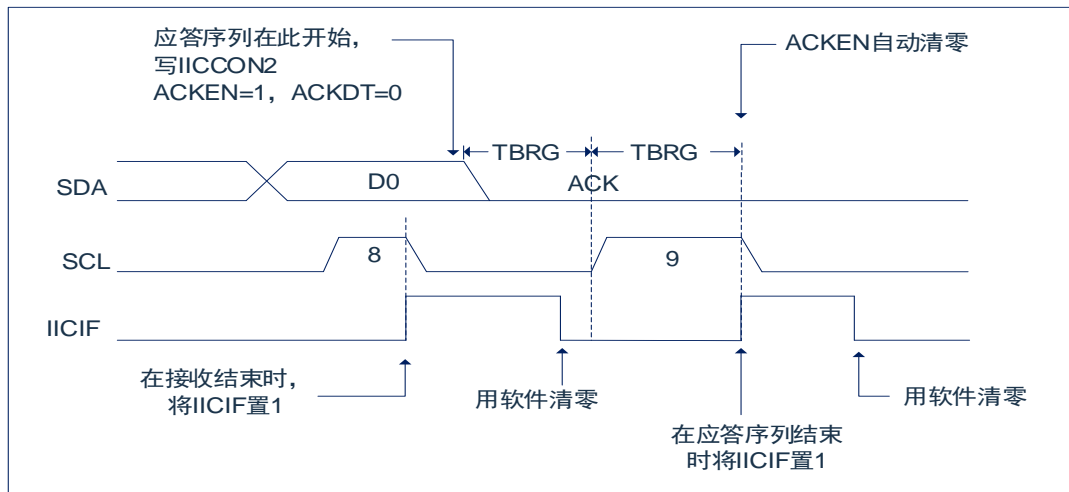 应答序列在此开始，
写IICCON2
ACKEN=1，ACKDT=0
ACKEN自动清零
TBRG
TBRG
SDA
D0
ACK
SCL
8
9
IICIF
在接收结束时，
将IICIF置1
用软件清零
在应答序列结束
时将IICIF置1
用软件清零